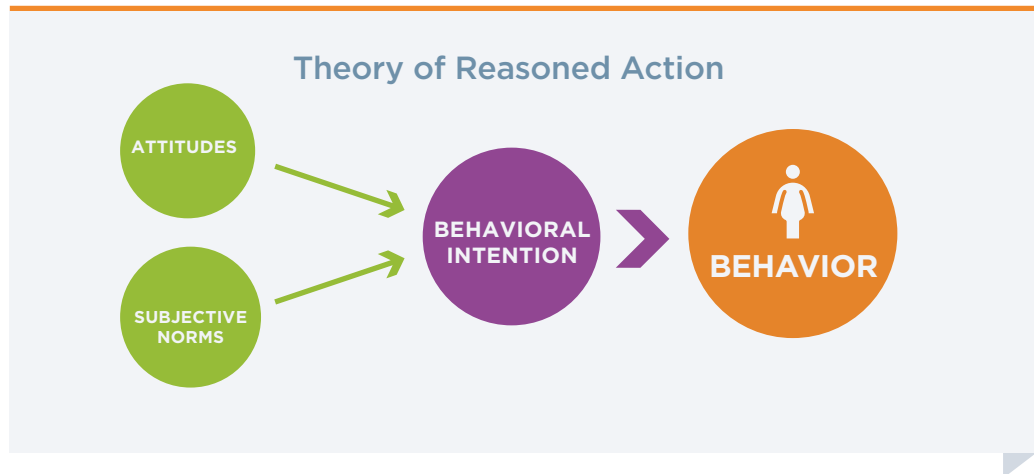 Theory of Reasoned Action
ATTITUDES
SUBJECTIVE
NORMS
BEHAVIORAL
INTENTION
BEHAVIOR